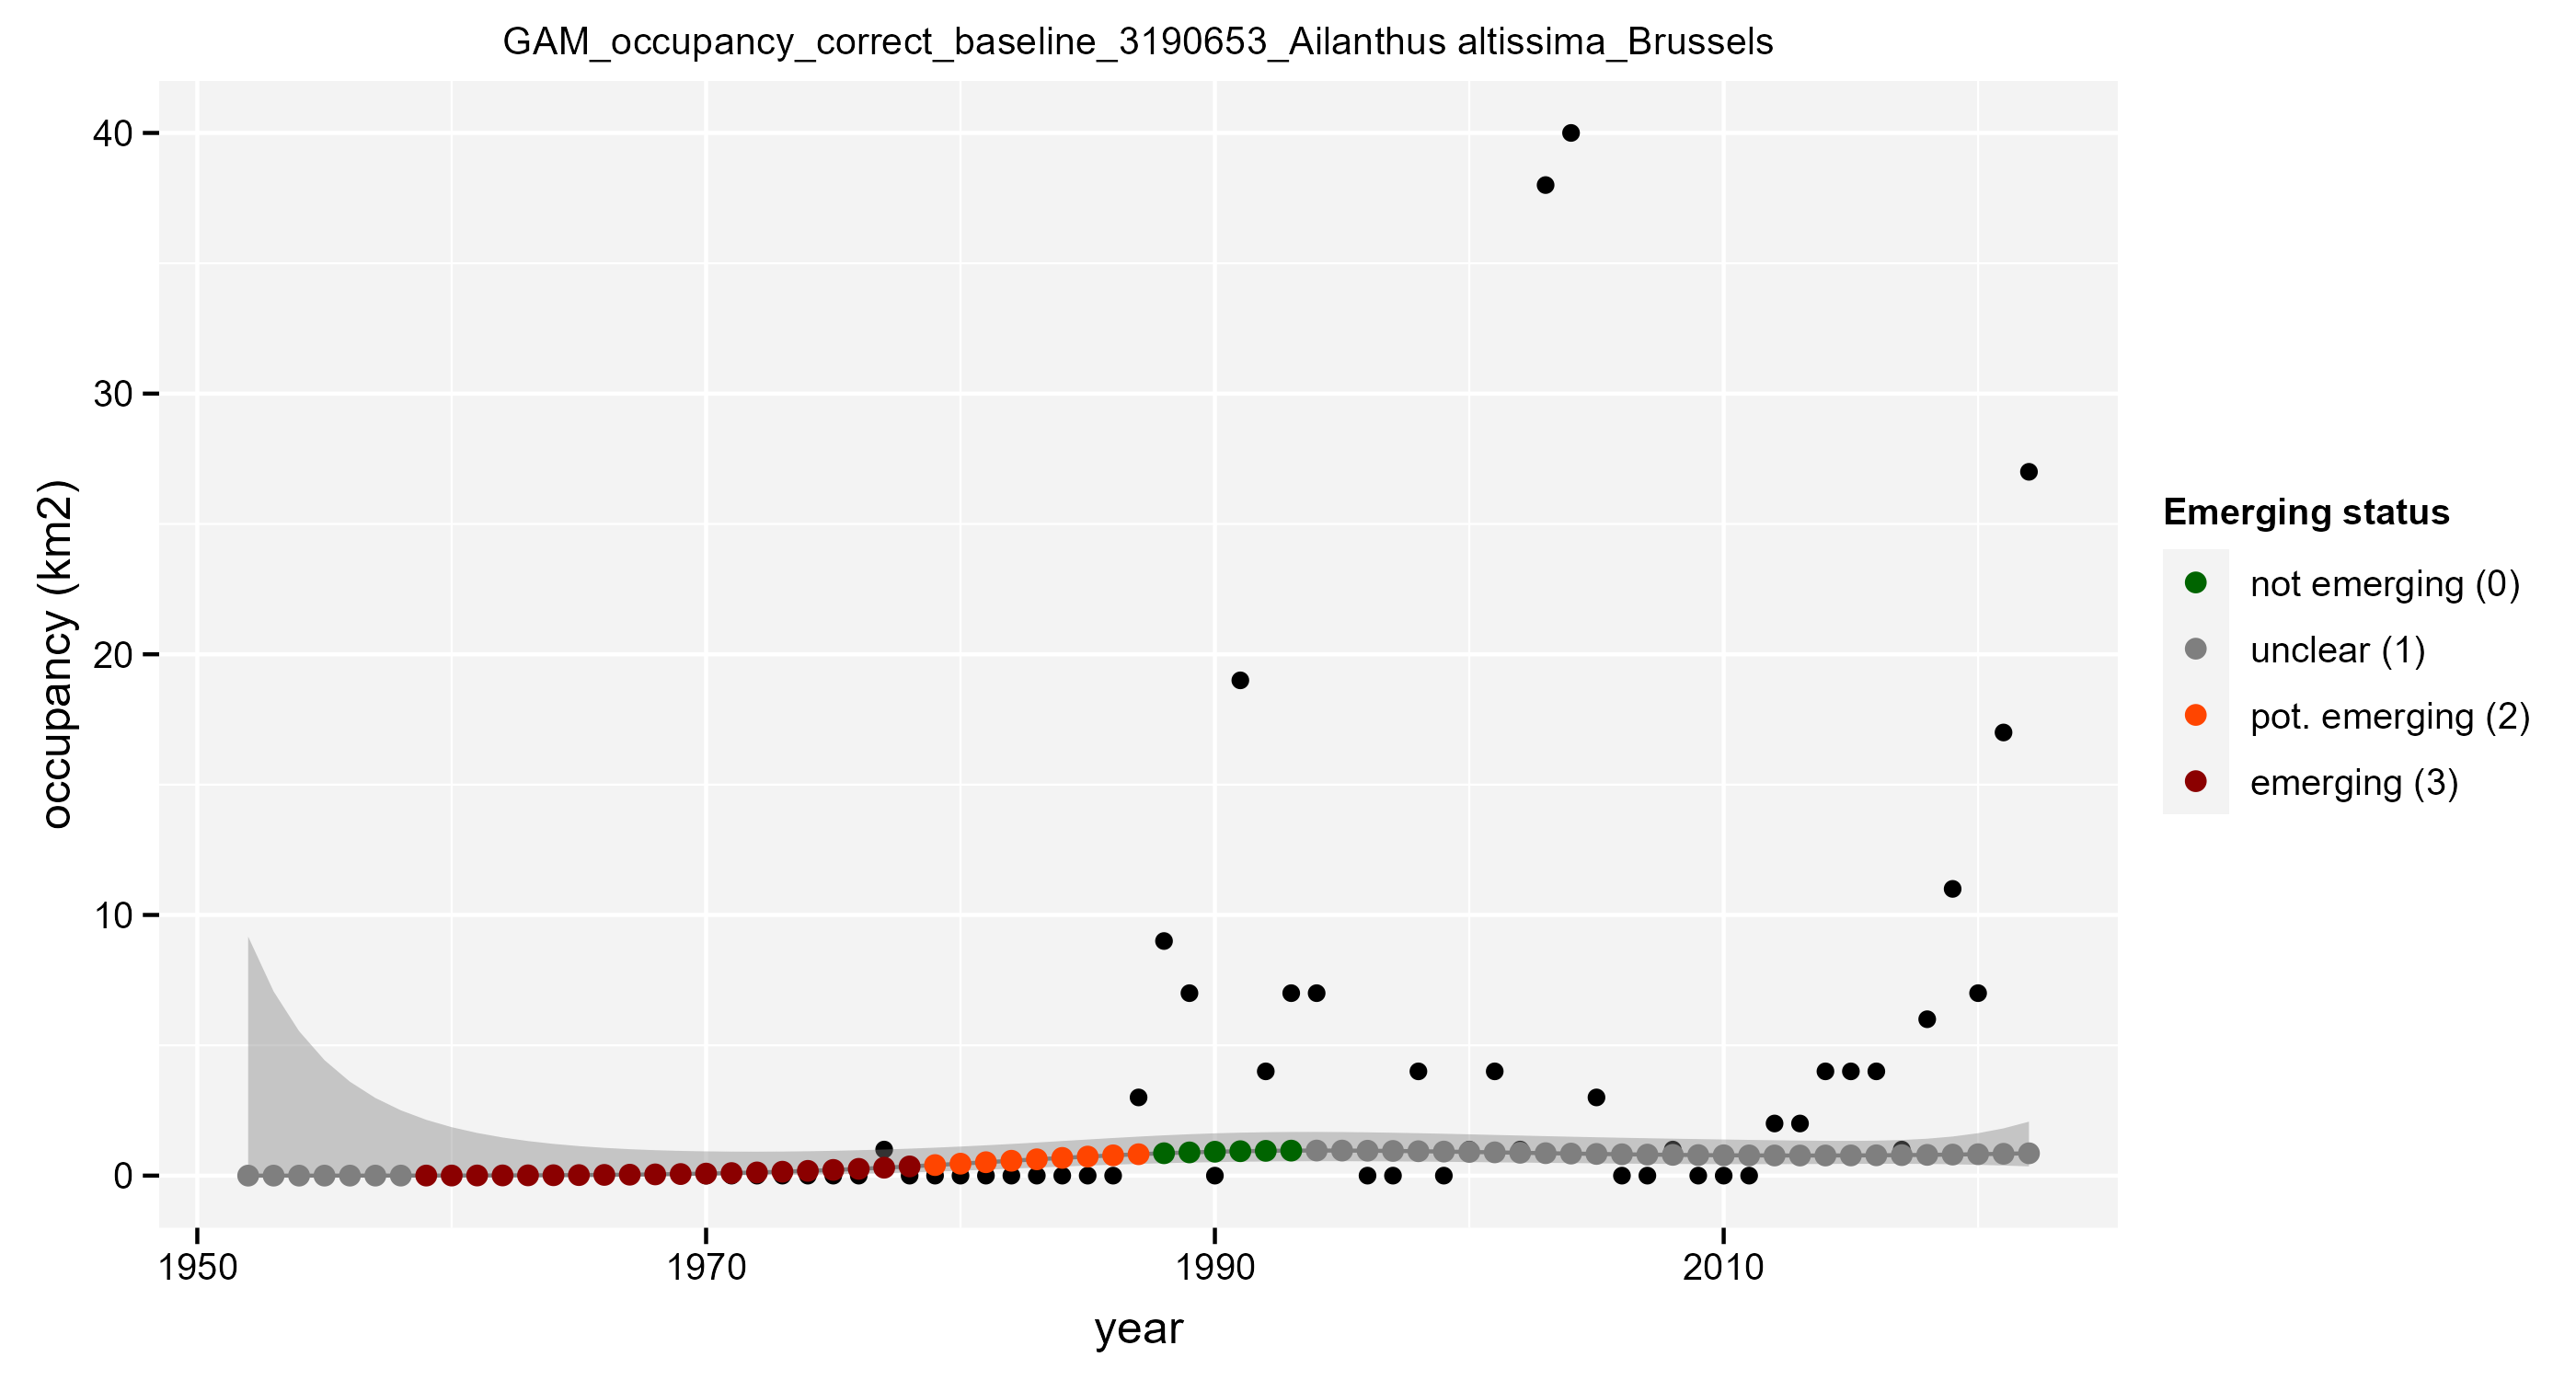 GAM_occupancy_correct_baseline_3190653_Ailanthus altissima_Brussels
occupancy (km2)
40
30
20
10
0
1950 1970 1990 2010
year
Emerging status
not emerging (0)
unclear (1)
pot. emerging (2)
emerging (3)